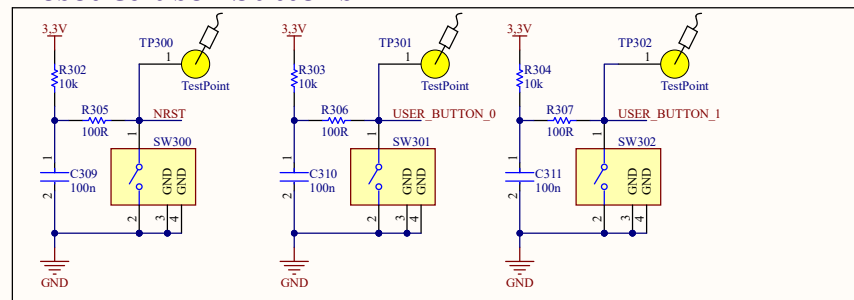 3,3V
TP300
1
TestPoint
R302
10k
R305
100R
NRST
1
SW300
GND
GND
2
3
4
1
C309
100n
2
GND
3,3V
TP301
1
TestPoint
R303
10k
R306
100R
USER_BUTTON_0
1
SW301
GND
GND
2
3
4
1
C310
100n
2
GND
3,3V
TP302
1
TestPoint
R304
10k
R307
100R
USER_BUTTON_1
1
SW302
GND
GND
2
3
4
1
C311
100n
2
GND